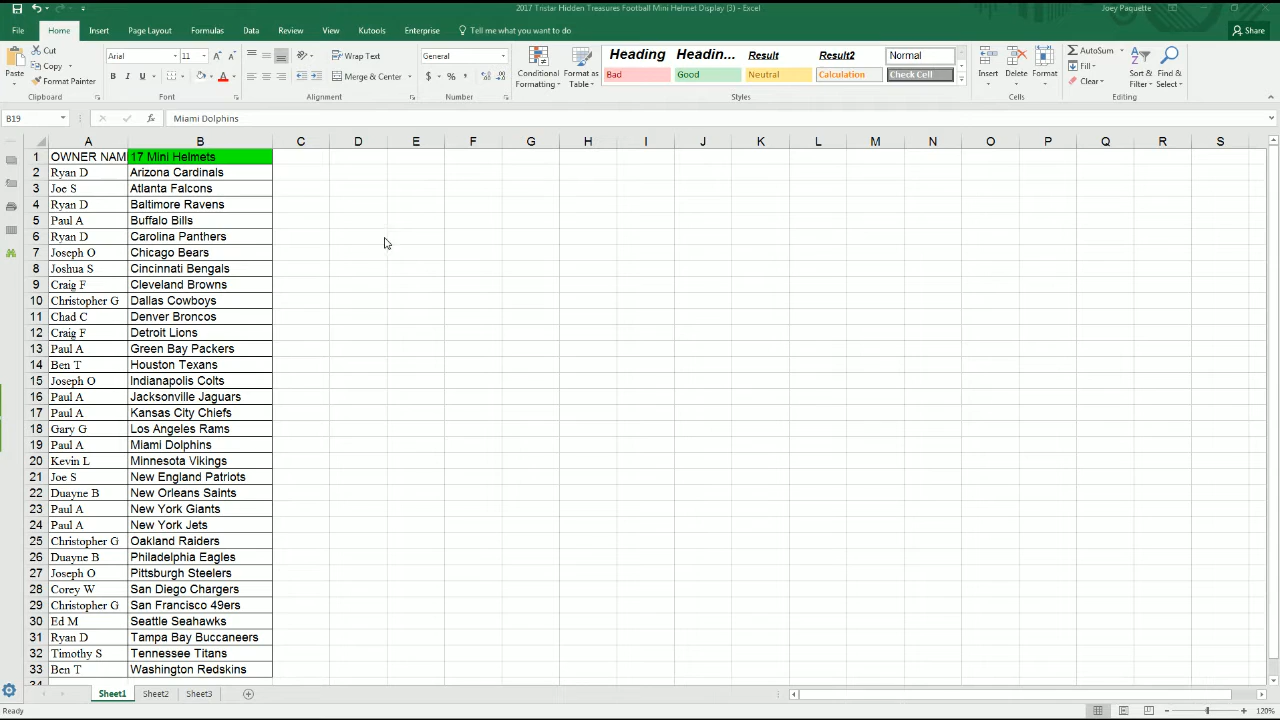 2017 Tristar Hidden Treasures Football Mini Helmet Display (3) - Excel
Joey Paquette
File Home Insert Page Layout Formulas Data Review View Kutools Enterprise Tell me what you want to do Share
Paste Cut Copy Format Painter Clipboard
Arial 11 B I U A A A Font
Wrap Text Merge & Center Alignment
General $ % , Number
Conditional Formatting Format as Table
Heading Headin... Result Result2 Normal
Bad Good Neutral Calculation Check Cell
Styles
Insert Delete Format Cells
AutoSum Fill Clear Sort & Filter Find & Select Editing
B19 fx Miami Dolphins
A B C D E F G H I J K L M N O P Q R S
1 OWNER NAM 17 Mini Helmets
2 Ryan D Arizona Cardinals
3 Joe S Atlanta Falcons
4 Ryan D Baltimore Ravens
5 Paul A Buffalo Bills
6 Ryan D Carolina Panthers
7 Joseph O Chicago Bears
8 Joshua S Cincinnati Bengals
9 Craig F Cleveland Browns
10 Christopher G Dallas Cowboys
11 Chad C Denver Broncos
12 Craig F Detroit Lions
13 Paul A Green Bay Packers
14 Ben T Houston Texans
15 Joseph O Indianapolis Colts
16 Paul A Jacksonville Jaguars
17 Paul A Kansas City Chiefs
18 Gary G Los Angeles Rams
19 Paul A Miami Dolphins
20 Kevin L Minnesota Vikings
21 Joe S New England Patriots
22 Duayne B New Orleans Saints
23 Paul A New York Giants
24 Paul A New York Jets
25 Christopher G Oakland Raiders
26 Duayne B Philadelphia Eagles
27 Joseph O Pittsburgh Steelers
28 Corey W San Diego Chargers
29 Christopher G San Francisco 49ers
30 Ed M Seattle Seahawks
31 Ryan D Tampa Bay Buccaneers
32 Timothy S Tennessee Titans
33 Ben T Washington Redskins
34
Sheet1 Sheet2 Sheet3
Ready 120%